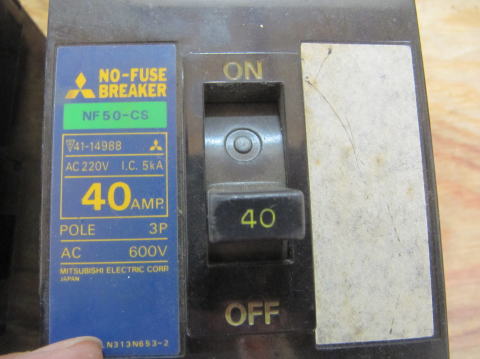 NO-FUSE
BREAKER
NF50-CS
41-14988
AC 220V I.C. 5kA
40 AMP.
POLE 3P
AC 600V
MITSUBISHI ELECTRIC CORP.
JAPAN
LN313N653-2
ON
40
OFF